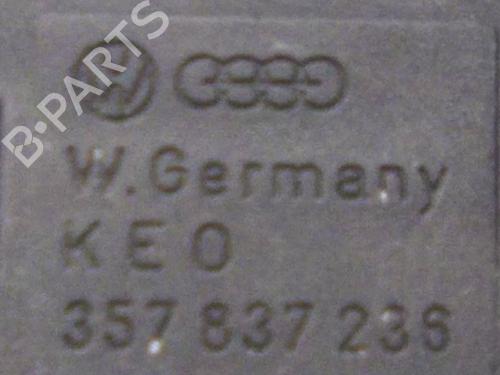 B-PARTS
W. Germany
KEO
357 837 236